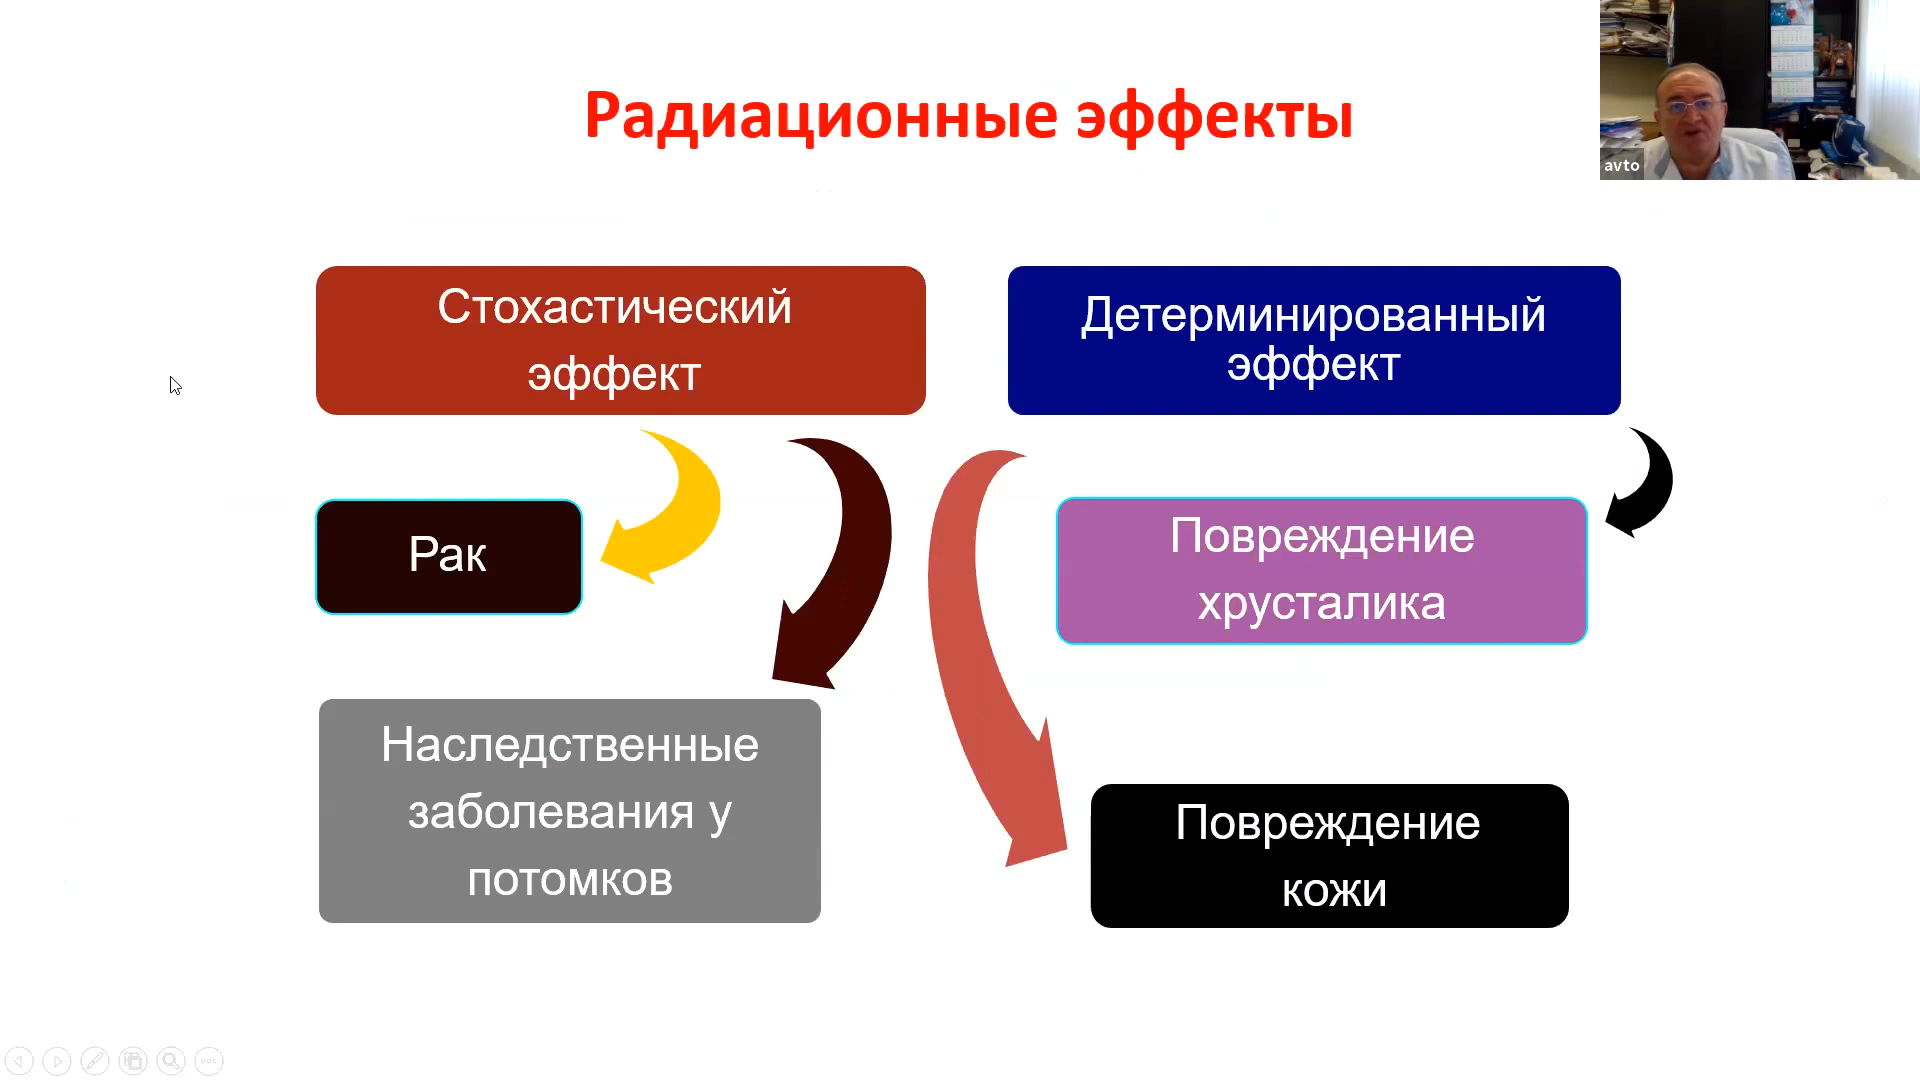 Радиационные эффекты
avto
Стохастический
эффект
Детерминированный
эффект
Рак
Повреждение
хрусталика
Наследственные
заболевания у
потомков
Повреждение
кожи